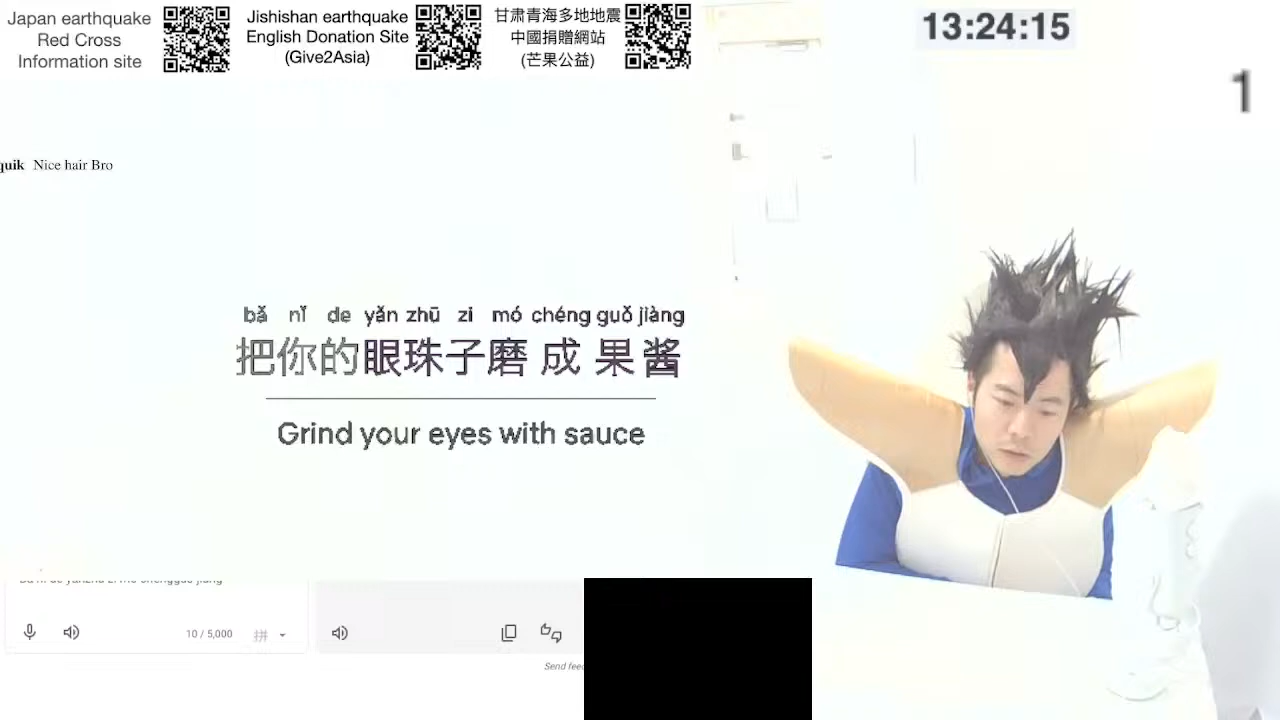 Japan earthquake
Red Cross
Information site
Jishishan earthquake
English Donation Site
(Give2Asia)
甘肃青海多地地震
中國捐贈網站
(芒果公益)
13:24:15
1
quik Nice hair Bro
bǎ nǐ de yǎn zhū zi mó chéng guǒ jiàng
把你的眼珠子磨成果酱
Grind your eyes with sauce
10 / 5,000
拼
Send fee